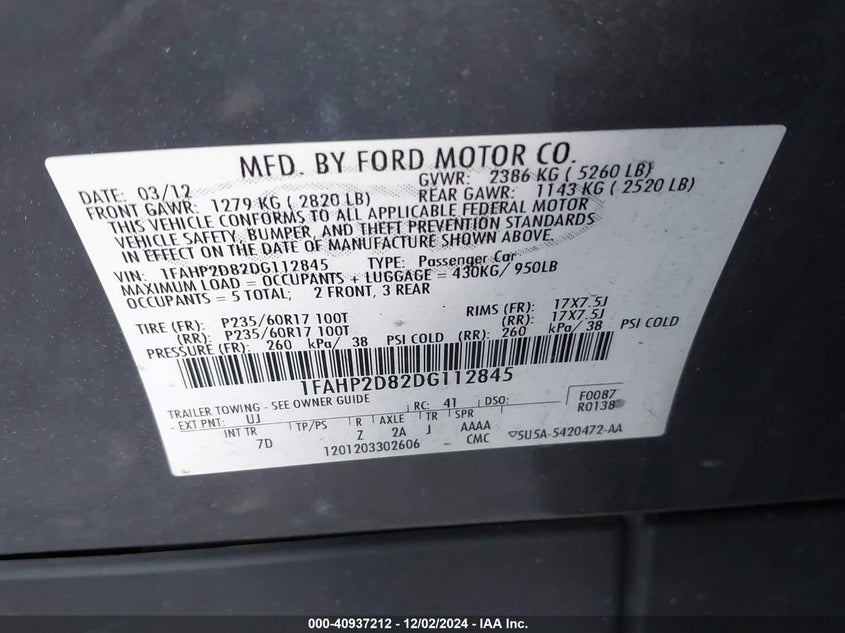 MFD. BY FORD MOTOR CO.
DATE: 03/12 GVWR: 2386 KG ( 5260 LB)
FRONT GAWR: 1279 KG ( 2820 LB) REAR GAWR: 1143 KG ( 2520 LB)
THIS VEHICLE CONFORMS TO ALL APPLICABLE FEDERAL MOTOR
VEHICLE SAFETY, BUMPER, AND THEFT PREVENTION STANDARDS
IN EFFECT ON THE DATE OF MANUFACTURE SHOWN ABOVE.
VIN: 1FAHP2D82DG112845 TYPE: Passenger Car
MAXIMUM LOAD = OCCUPANTS + LUGGAGE = 430KG/ 950LB
OCCUPANTS = 5 TOTAL; 2 FRONT, 3 REAR
TIRE (FR): P235/60R17 100T RIMS (FR): 17X7.5J
(RR): P235/60R17 100T (RR): 17X7.5J
PRESSURE (FR): 260 kPa/ 38 PSI COLD (RR): 260 kPa/ 38 PSI COLD
1FAHP2D82DG112845
TRAILER TOWING - SEE OWNER GUIDE RC: 41 DSO: F0087
EXT PNT: UJ R0138
INT TR TP/PS R AXLE TR SPR
7D Z 2A J AAAA
1201203302606 CMC ▽5U5A-5420472-AA
000-40937212 - 12/02/2024 - IAA Inc.